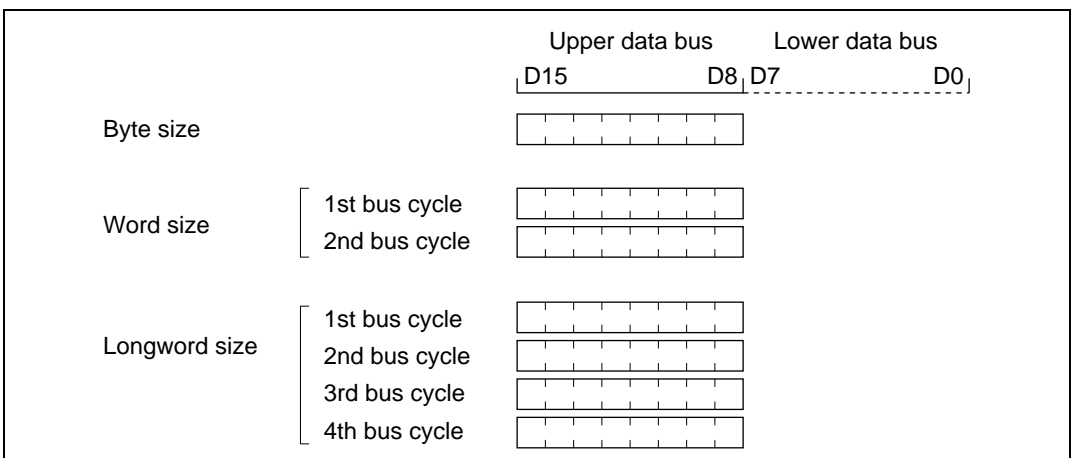 Upper data bus Lower data bus
D15 D8 D7 D0
Byte size
Word size
1st bus cycle
2nd bus cycle
Longword size
1st bus cycle
2nd bus cycle
3rd bus cycle
4th bus cycle